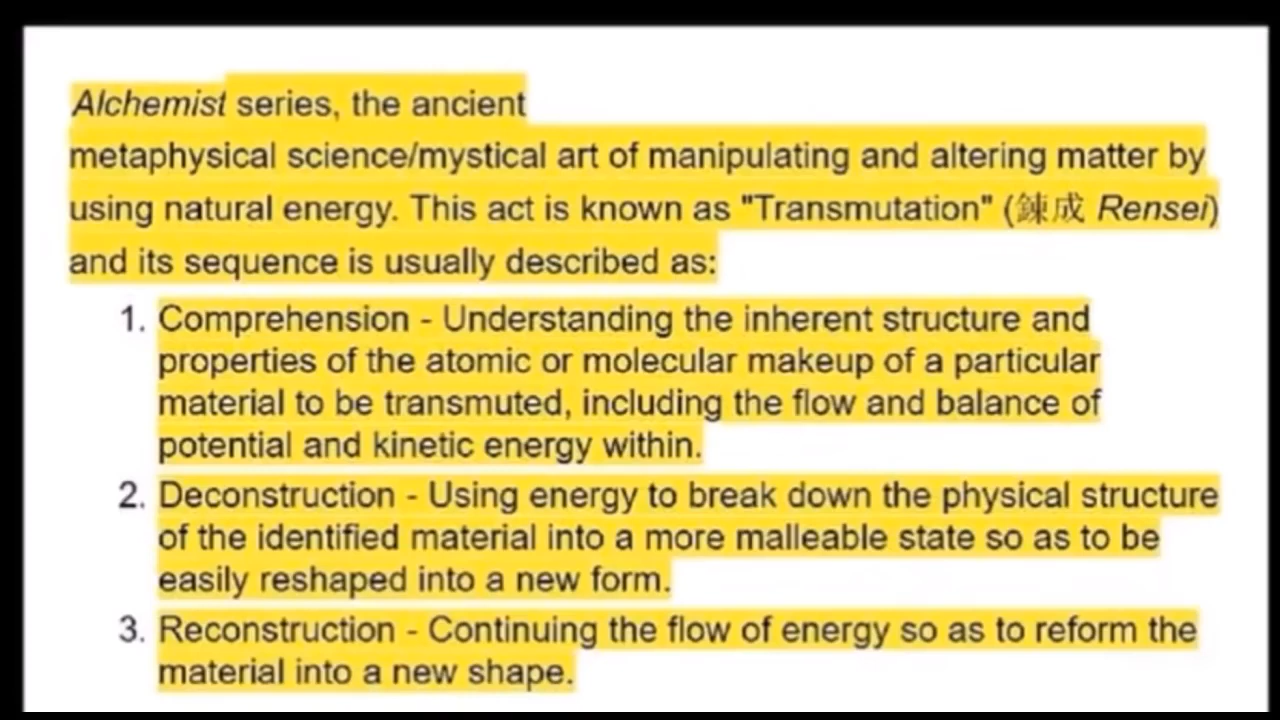 Alchemist series, the ancient
metaphysical science/mystical art of manipulating and altering matter by
using natural energy. This act is known as "Transmutation" (錬成 Rensei)
and its sequence is usually described as:
1. Comprehension - Understanding the inherent structure and
properties of the atomic or molecular makeup of a particular
material to be transmuted, including the flow and balance of
potential and kinetic energy within.
2. Deconstruction - Using energy to break down the physical structure
of the identified material into a more malleable state so as to be
easily reshaped into a new form.
3. Reconstruction - Continuing the flow of energy so as to reform the
material into a new shape.